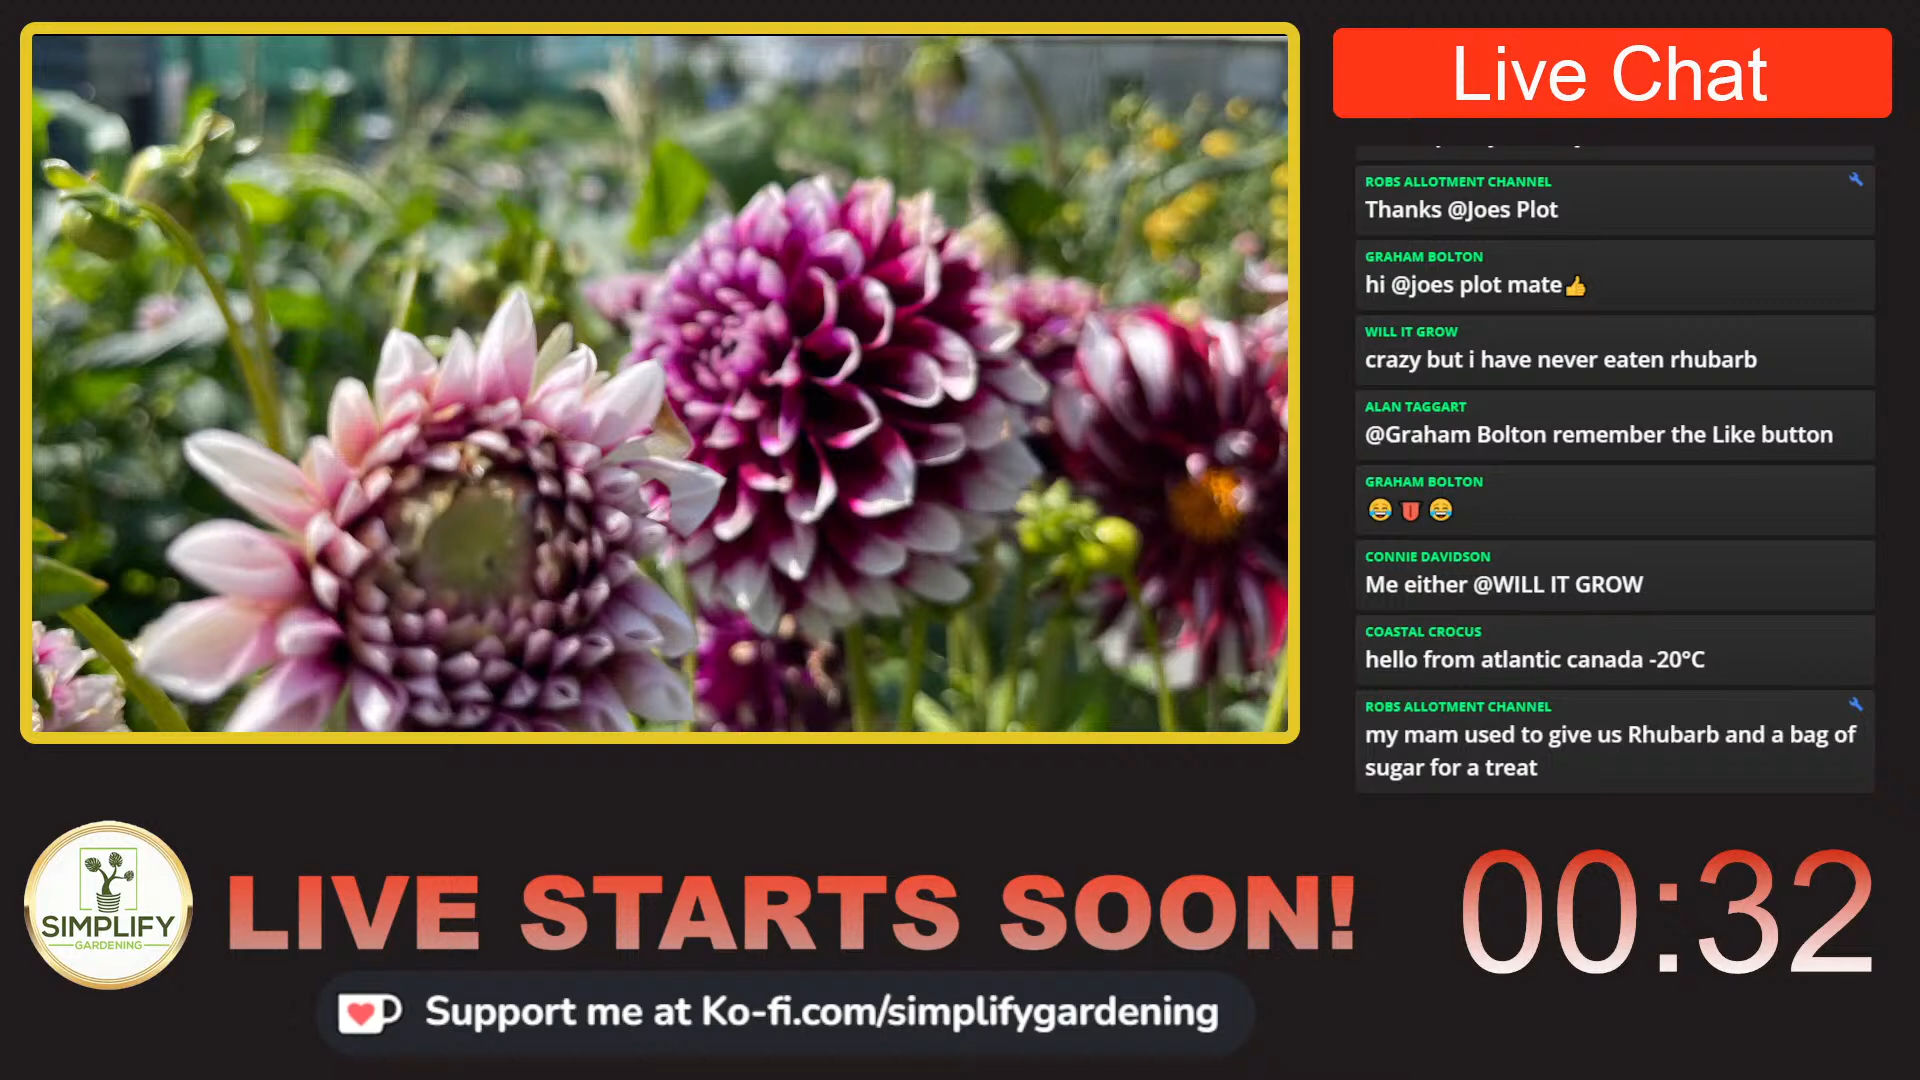 Live Chat
ROBS ALLOTMENT CHANNEL
Thanks @Joes Plot
GRAHAM BOLTON
hi @joes plot mate👍
WILL IT GROW
crazy but i have never eaten rhubarb
ALAN TAGGART
@Graham Bolton remember the Like button
GRAHAM BOLTON
😂👅😂
CONNIE DAVIDSON
Me either @WILL IT GROW
COASTAL CROCUS
hello from atlantic canada -20°C
ROBS ALLOTMENT CHANNEL
my mam used to give us Rhubarb and a bag of
sugar for a treat
SIMPLIFY
GARDENING
LIVE STARTS SOON!
00:32
Support me at Ko-fi.com/simplifygardening